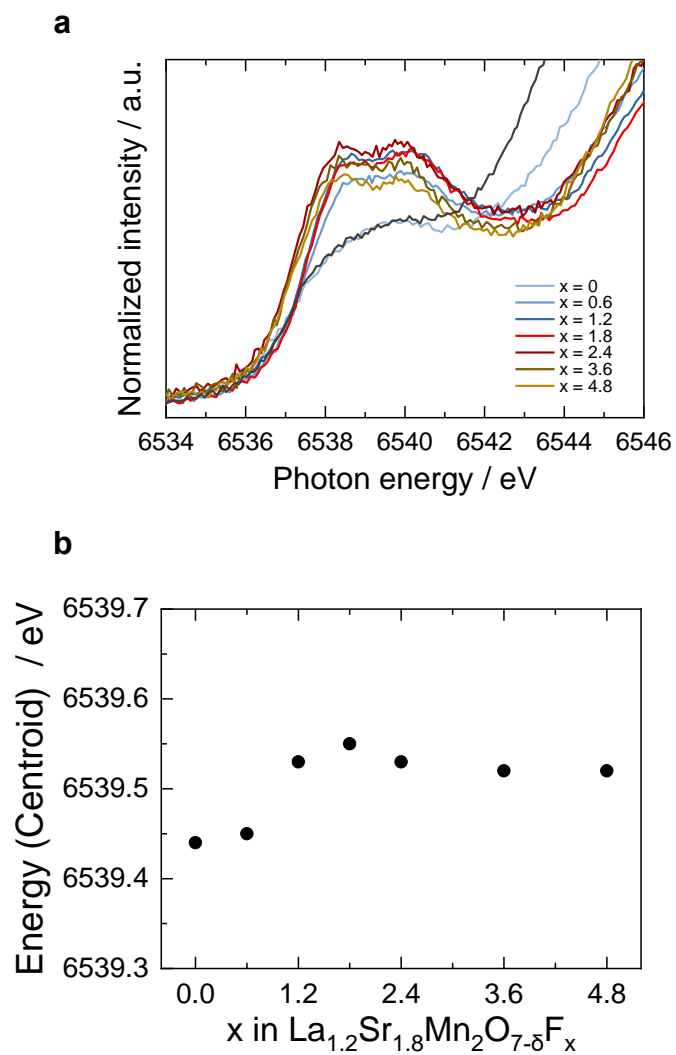 a
Normalized intensity / a.u.
x = 0
x = 0.6
x = 1.2
x = 1.8
x = 2.4
x = 3.6
x = 4.8
6534 6536 6538 6540 6542 6544 6546
Photon energy / eV
b
Energy (Centroid) / eV
6539.7
6539.6
6539.5
6539.4
6539.3
0.0 1.2 2.4 3.6 4.8
x in La₁.₂Sr₁.₈Mn₂O₇₋δFₓ